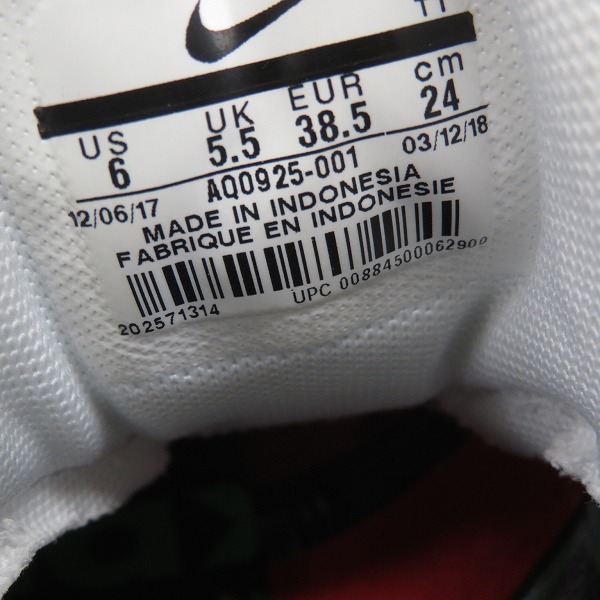 US UK EUR cm
6 5.5 38.5 24
12/06/17 AQ0925-001 03/12/18
MADE IN INDONESIA
FABRIQUE EN INDONESIE
202571314 UPC 00884500062900